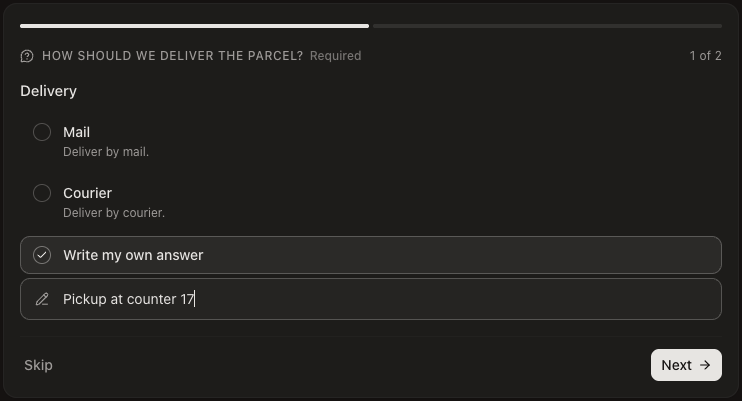 HOW SHOULD WE DELIVER THE PARCEL? Required 1 of 2
Delivery
Mail
Deliver by mail.
Courier
Deliver by courier.
Write my own answer
Pickup at counter 17
Skip Next →